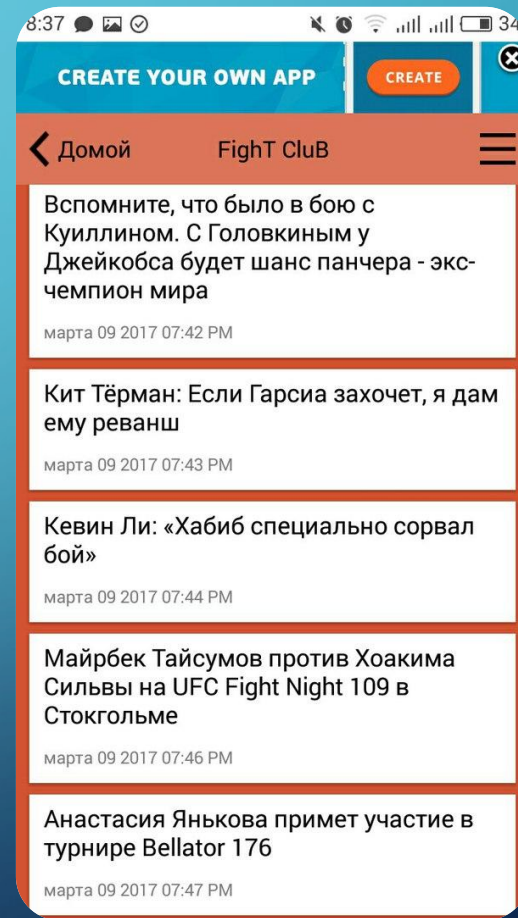 8:37 34
CREATE YOUR OWN APP CREATE
Домой FighT CluB
Вспомните, что было в бою с
Куиллином. С Головкиным у
Джейкобса будет шанс панчера - экс-
чемпион мира
марта 09 2017 07:42 PM
Кит Тёрман: Если Гарсиа захочет, я дам
ему реванш
марта 09 2017 07:43 PM
Кевин Ли: «Хабиб специально сорвал
бой»
марта 09 2017 07:44 PM
Майрбек Тайсумов против Хоакима
Сильвы на UFC Fight Night 109 в
Стокгольме
марта 09 2017 07:46 PM
Анастасия Янькова примет участие в
турнире Bellator 176
марта 09 2017 07:47 PM